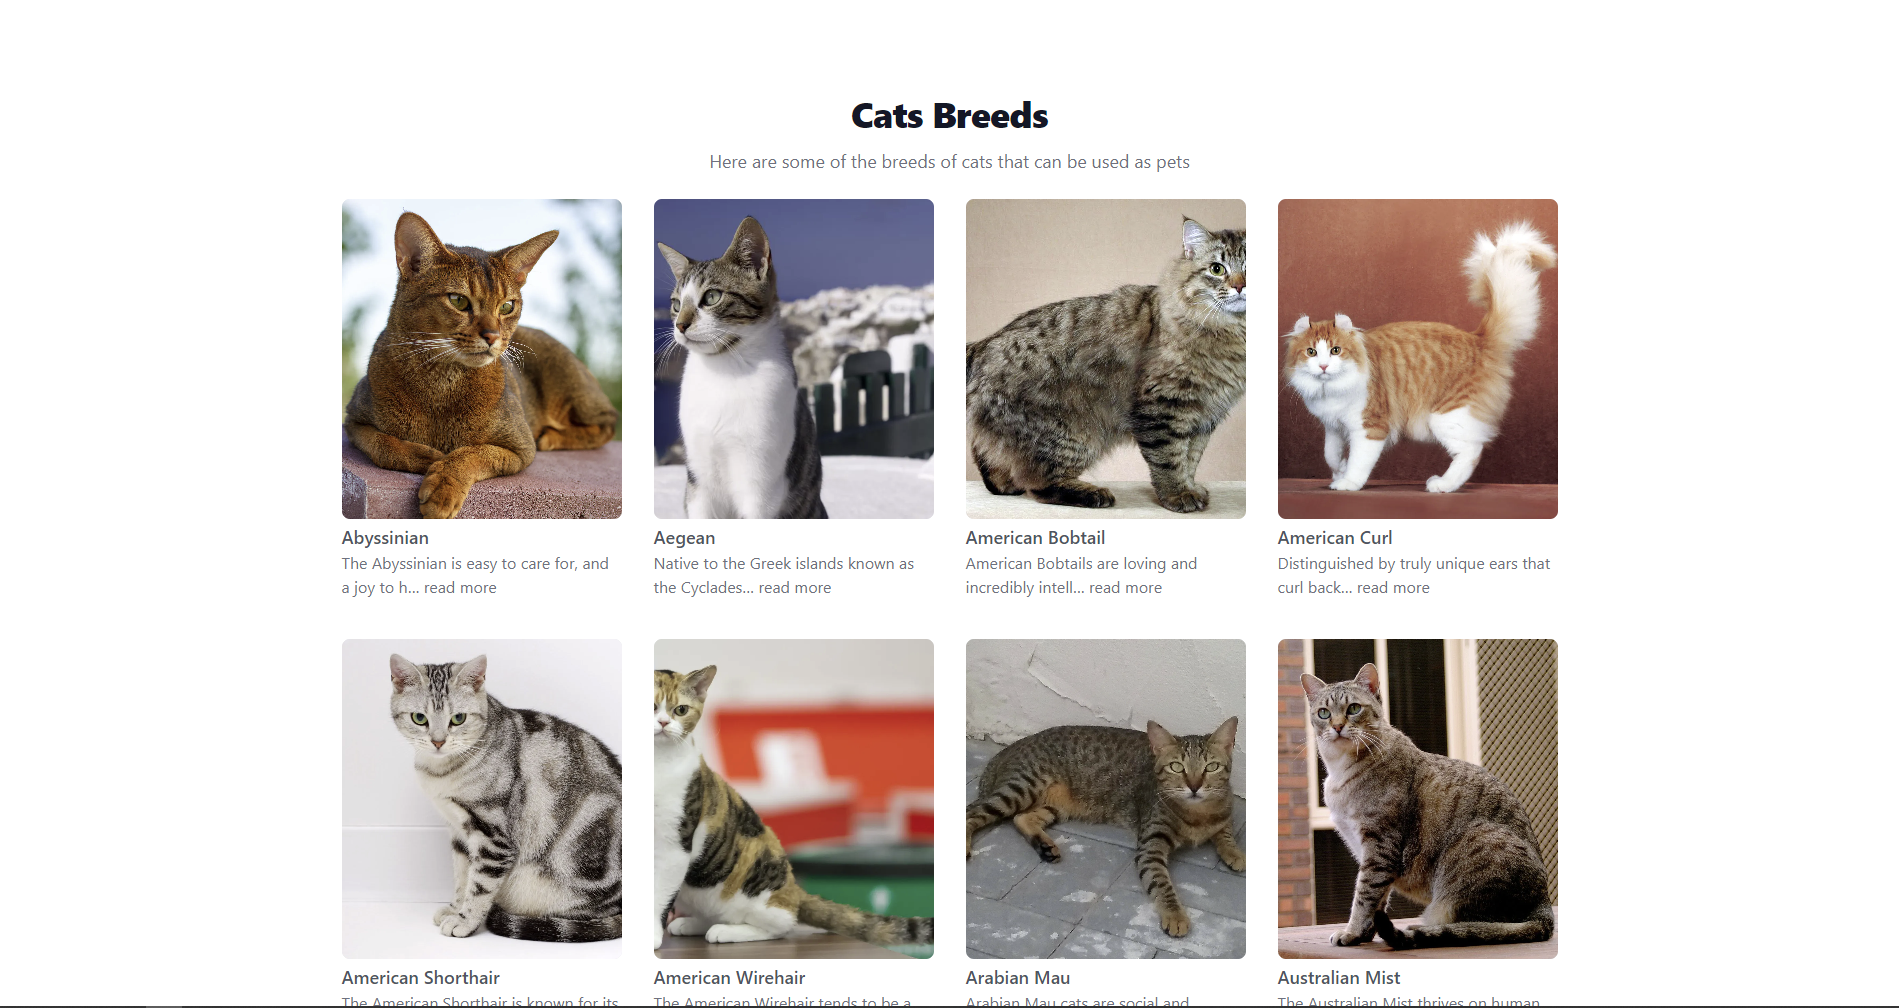 Cats Breeds
Here are some of the breeds of cats that can be used as pets
Abyssinian
The Abyssinian is easy to care for, and
a joy to h... read more
Aegean
Native to the Greek islands known as
the Cyclades... read more
American Bobtail
American Bobtails are loving and
incredibly intell... read more
American Curl
Distinguished by truly unique ears that
curl back... read more
American Shorthair
The American Shorthair is known for its
American Wirehair
The American Wirehair tends to be a
Arabian Mau
Arabian Mau cats are social and
Australian Mist
The Australian Mist thrives on human